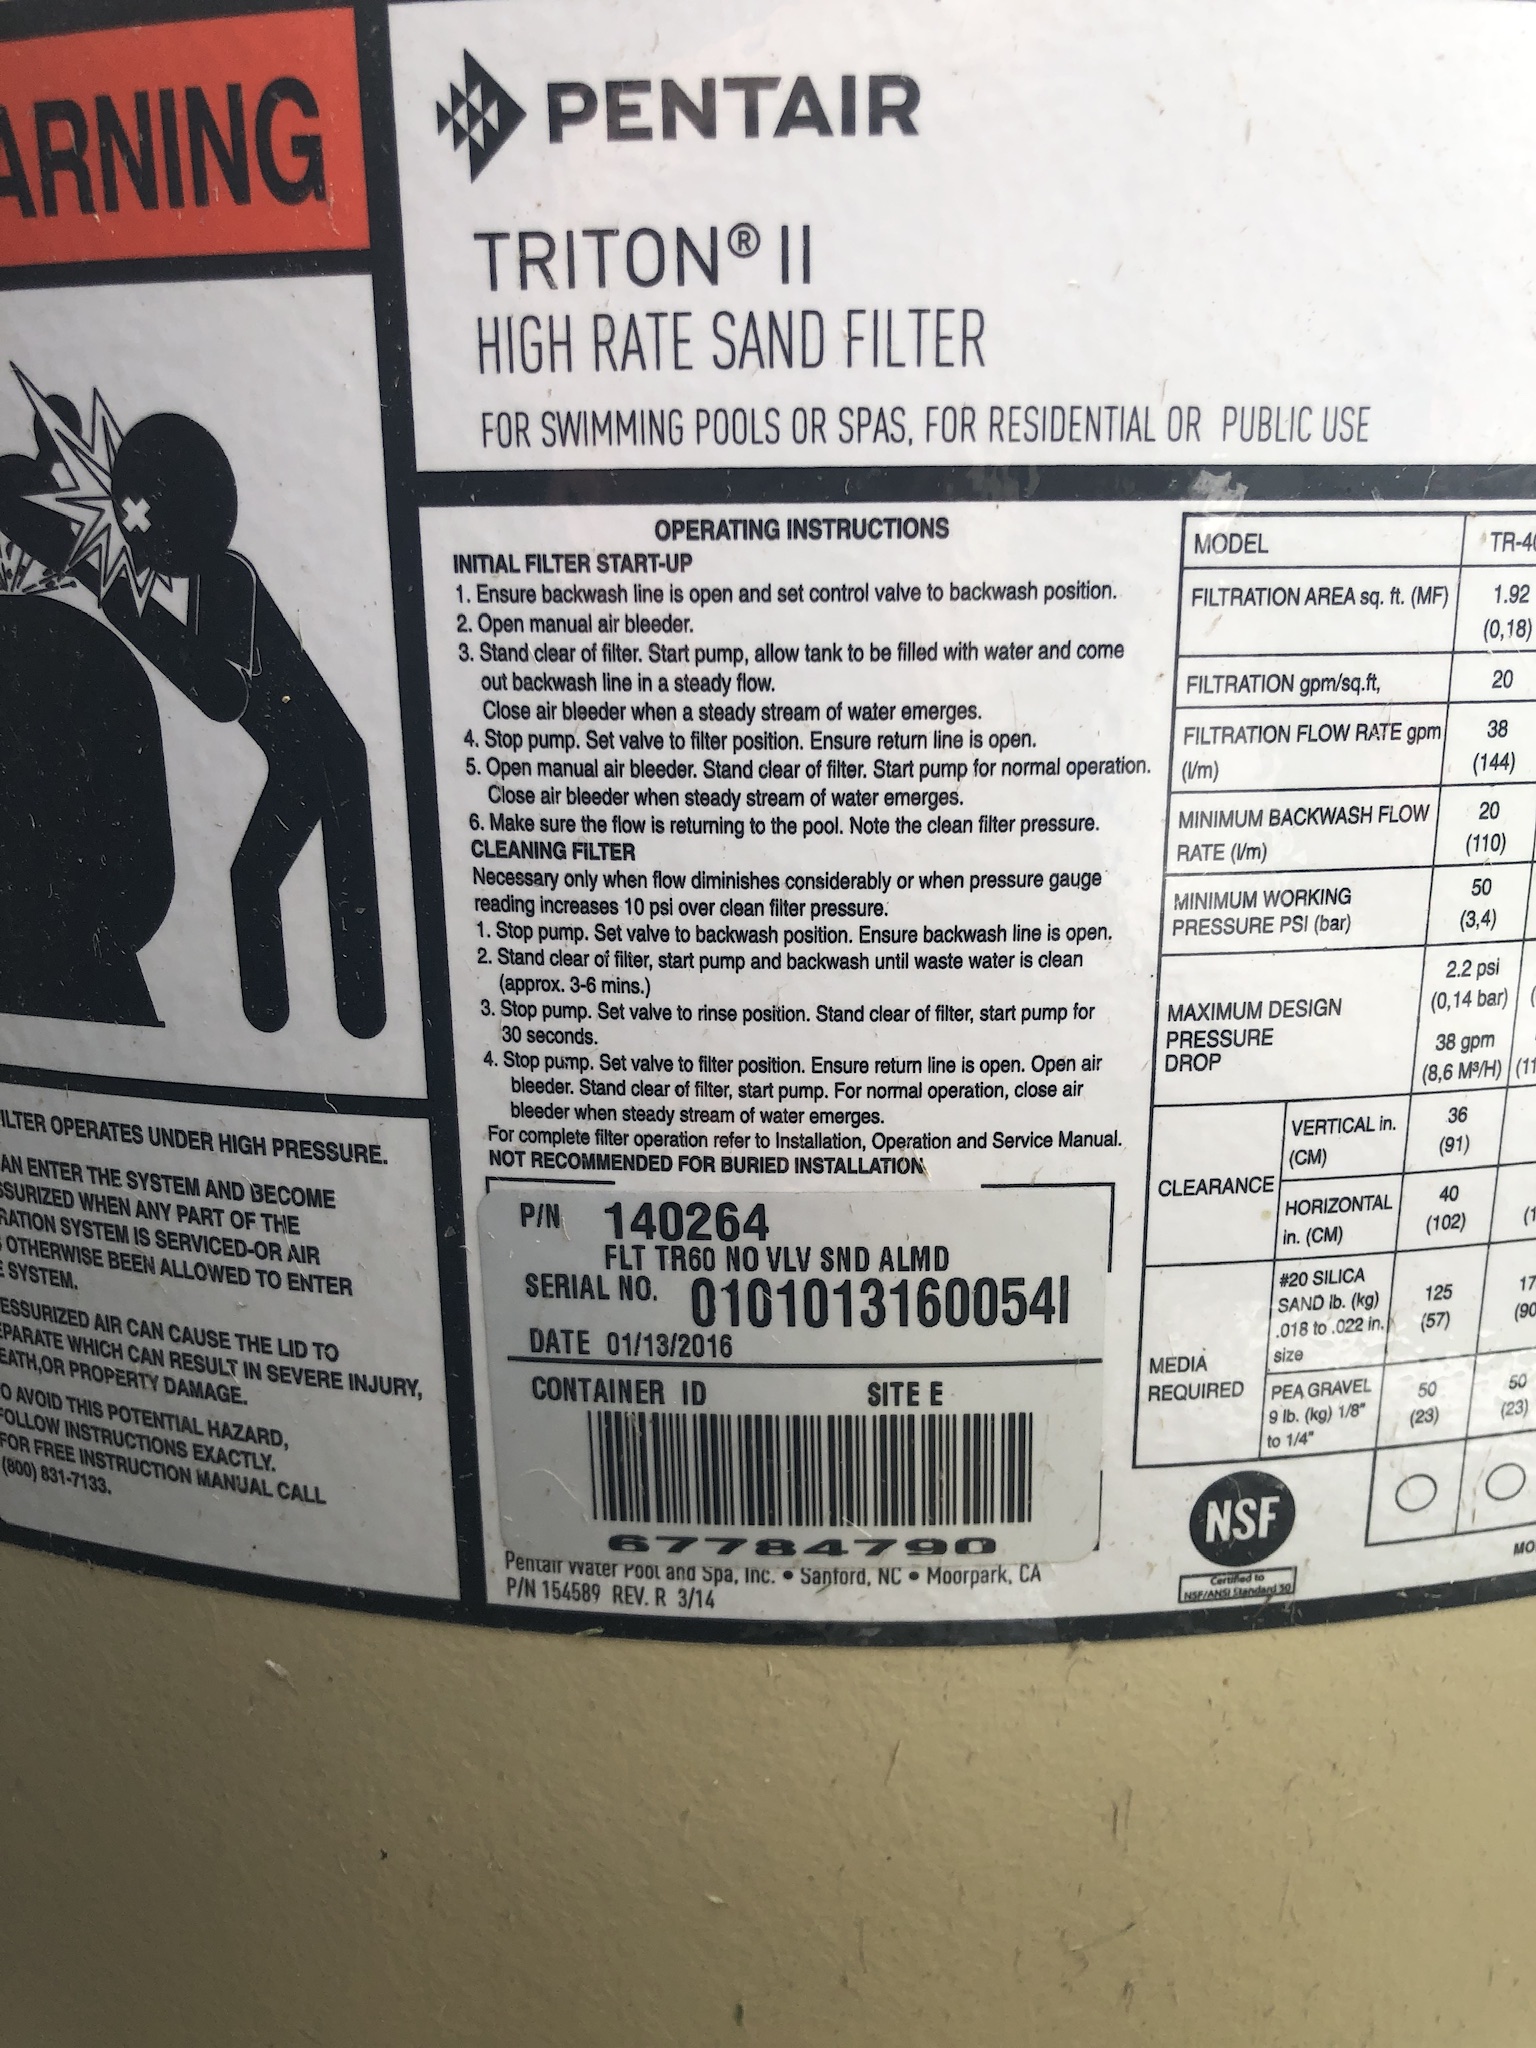 ARNING
PENTAIR
TRITON® II
HIGH RATE SAND FILTER
FOR SWIMMING POOLS OR SPAS, FOR RESIDENTIAL OR PUBLIC USE
ILTER OPERATES UNDER HIGH PRESSURE.
AN ENTER THE SYSTEM AND BECOME
SSURIZED WHEN ANY PART OF THE
RATION SYSTEM IS SERVICED-OR AIR
OTHERWISE BEEN ALLOWED TO ENTER
E SYSTEM.
ESSURIZED AIR CAN CAUSE THE LID TO
EPARATE WHICH CAN RESULT IN SEVERE INJURY,
EATH,OR PROPERTY DAMAGE.
O AVOID THIS POTENTIAL HAZARD,
FOLLOW INSTRUCTIONS EXACTLY.
FOR FREE INSTRUCTION MANUAL CALL
(800) 831-7133.
OPERATING INSTRUCTIONS
INITIAL FILTER START-UP
1. Ensure backwash line is open and set control valve to backwash position.
2. Open manual air bleeder.
3. Stand clear of filter. Start pump, allow tank to be filled with water and come
out backwash line in a steady flow.
Close air bleeder when a steady stream of water emerges.
4. Stop pump. Set valve to filter position. Ensure return line is open.
5. Open manual air bleeder. Stand clear of filter. Start pump for normal operation.
Close air bleeder when steady stream of water emerges.
6. Make sure the flow is returning to the pool. Note the clean filter pressure.
CLEANING FILTER
Necessary only when flow diminishes considerably or when pressure gauge
reading increases 10 psi over clean filter pressure.
1. Stop pump. Set valve to backwash position. Ensure backwash line is open.
2. Stand clear of filter, start pump and backwash until waste water is clean
(approx. 3-6 mins.)
3. Stop pump. Set valve to rinse position. Stand clear of filter, start pump for
30 seconds.
4. Stop pump. Set valve to filter position. Ensure return line is open. Open air
bleeder. Stand clear of filter, start pump. For normal operation, close air
bleeder when steady stream of water emerges.
For complete filter operation refer to Installation, Operation and Service Manual.
NOT RECOMMENDED FOR BURIED INSTALLATION
P/N 140264
FLT TR60 NO VLV SND ALMD
SERIAL NO. 0101013160054I
DATE 01/13/2016
CONTAINER ID SITE E
67784790
Pentair Water Pool and Spa, Inc. • Sanford, NC • Moorpark, CA
P/N 154589 REV. R 3/14
MODEL TR-40
FILTRATION AREA sq. ft. (MF) 1.92
(0,18)
FILTRATION gpm/sq.ft, 20
FILTRATION FLOW RATE gpm 38
(l/m) (144)
MINIMUM BACKWASH FLOW 20
RATE (l/m) (110)
MINIMUM WORKING 50
PRESSURE PSI (bar) (3,4)
MAXIMUM DESIGN
PRESSURE
DROP
2.2 psi
(0,14 bar) (
38 gpm
(8,6 M³/H) (11
CLEARANCE
VERTICAL in. 36
(CM) (91)
HORIZONTAL 40
in. (CM) (102) (1
MEDIA
REQUIRED
#20 SILICA
SAND lb. (kg) 125 17
.018 to .022 in. (57) (90
size
PEA GRAVEL 50 50
9 lb. (kg) 1/8" (23) (23)
to 1/4"
NSF
Certified to
NSF/ANSI Standard 50
MO